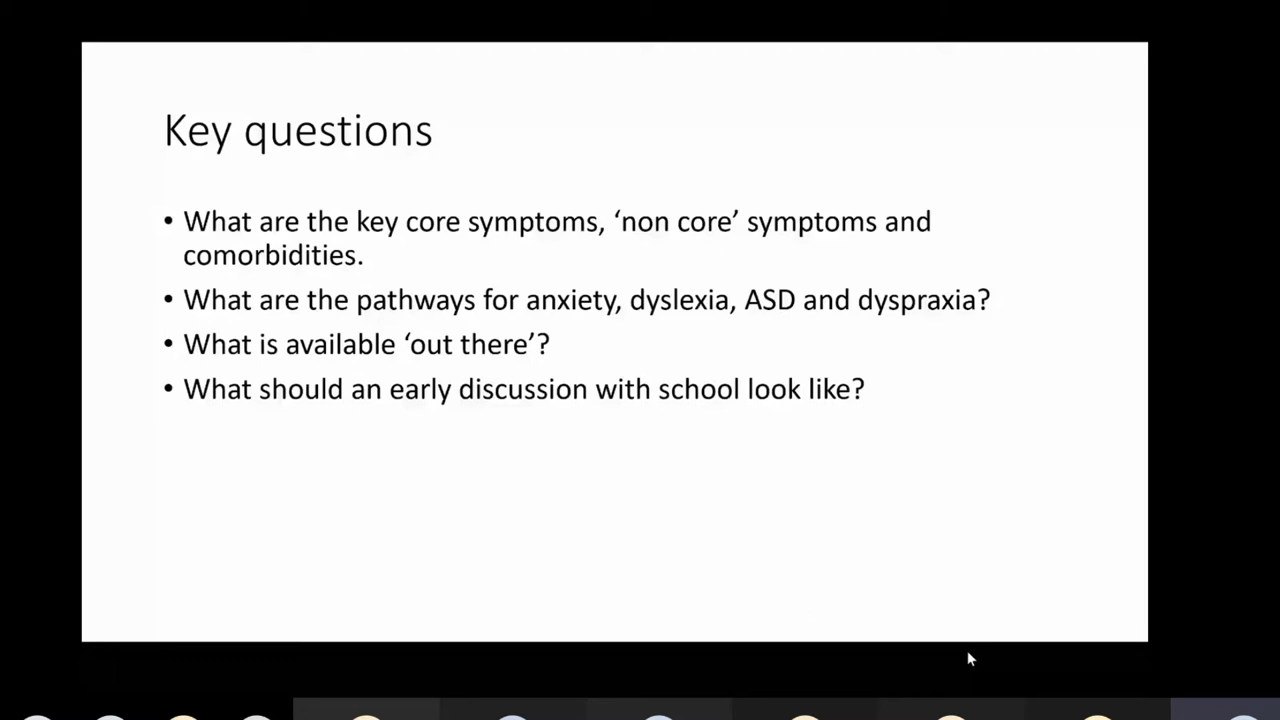 Key questions
• What are the key core symptoms, ‘non core’ symptoms and
comorbidities.
• What are the pathways for anxiety, dyslexia, ASD and dyspraxia?
• What is available ‘out there’?
• What should an early discussion with school look like?